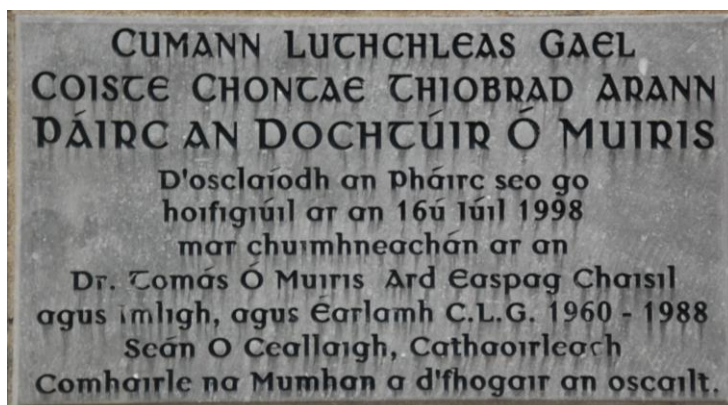 CUMANN LUTHCHLEAS GAEL
COISTE CHONTAE THIOBRAD ARANN
PÁIRC AN DOCHTÚIR Ó MUIRIS
D'osclaíodh an Pháirc seo go
hoifigiúil ar an 16ú Iúil 1998
mar chuimhneachán ar an
Dr. Tomás Ó Muiris Ard Easpag Chaisil
agus imligh, agus Éarlamh C.L.G. 1960 - 1988
Seán O Ceallaigh, Cathaoirleach
Comhairle na Mumhan a d'fhogair an oscailt.